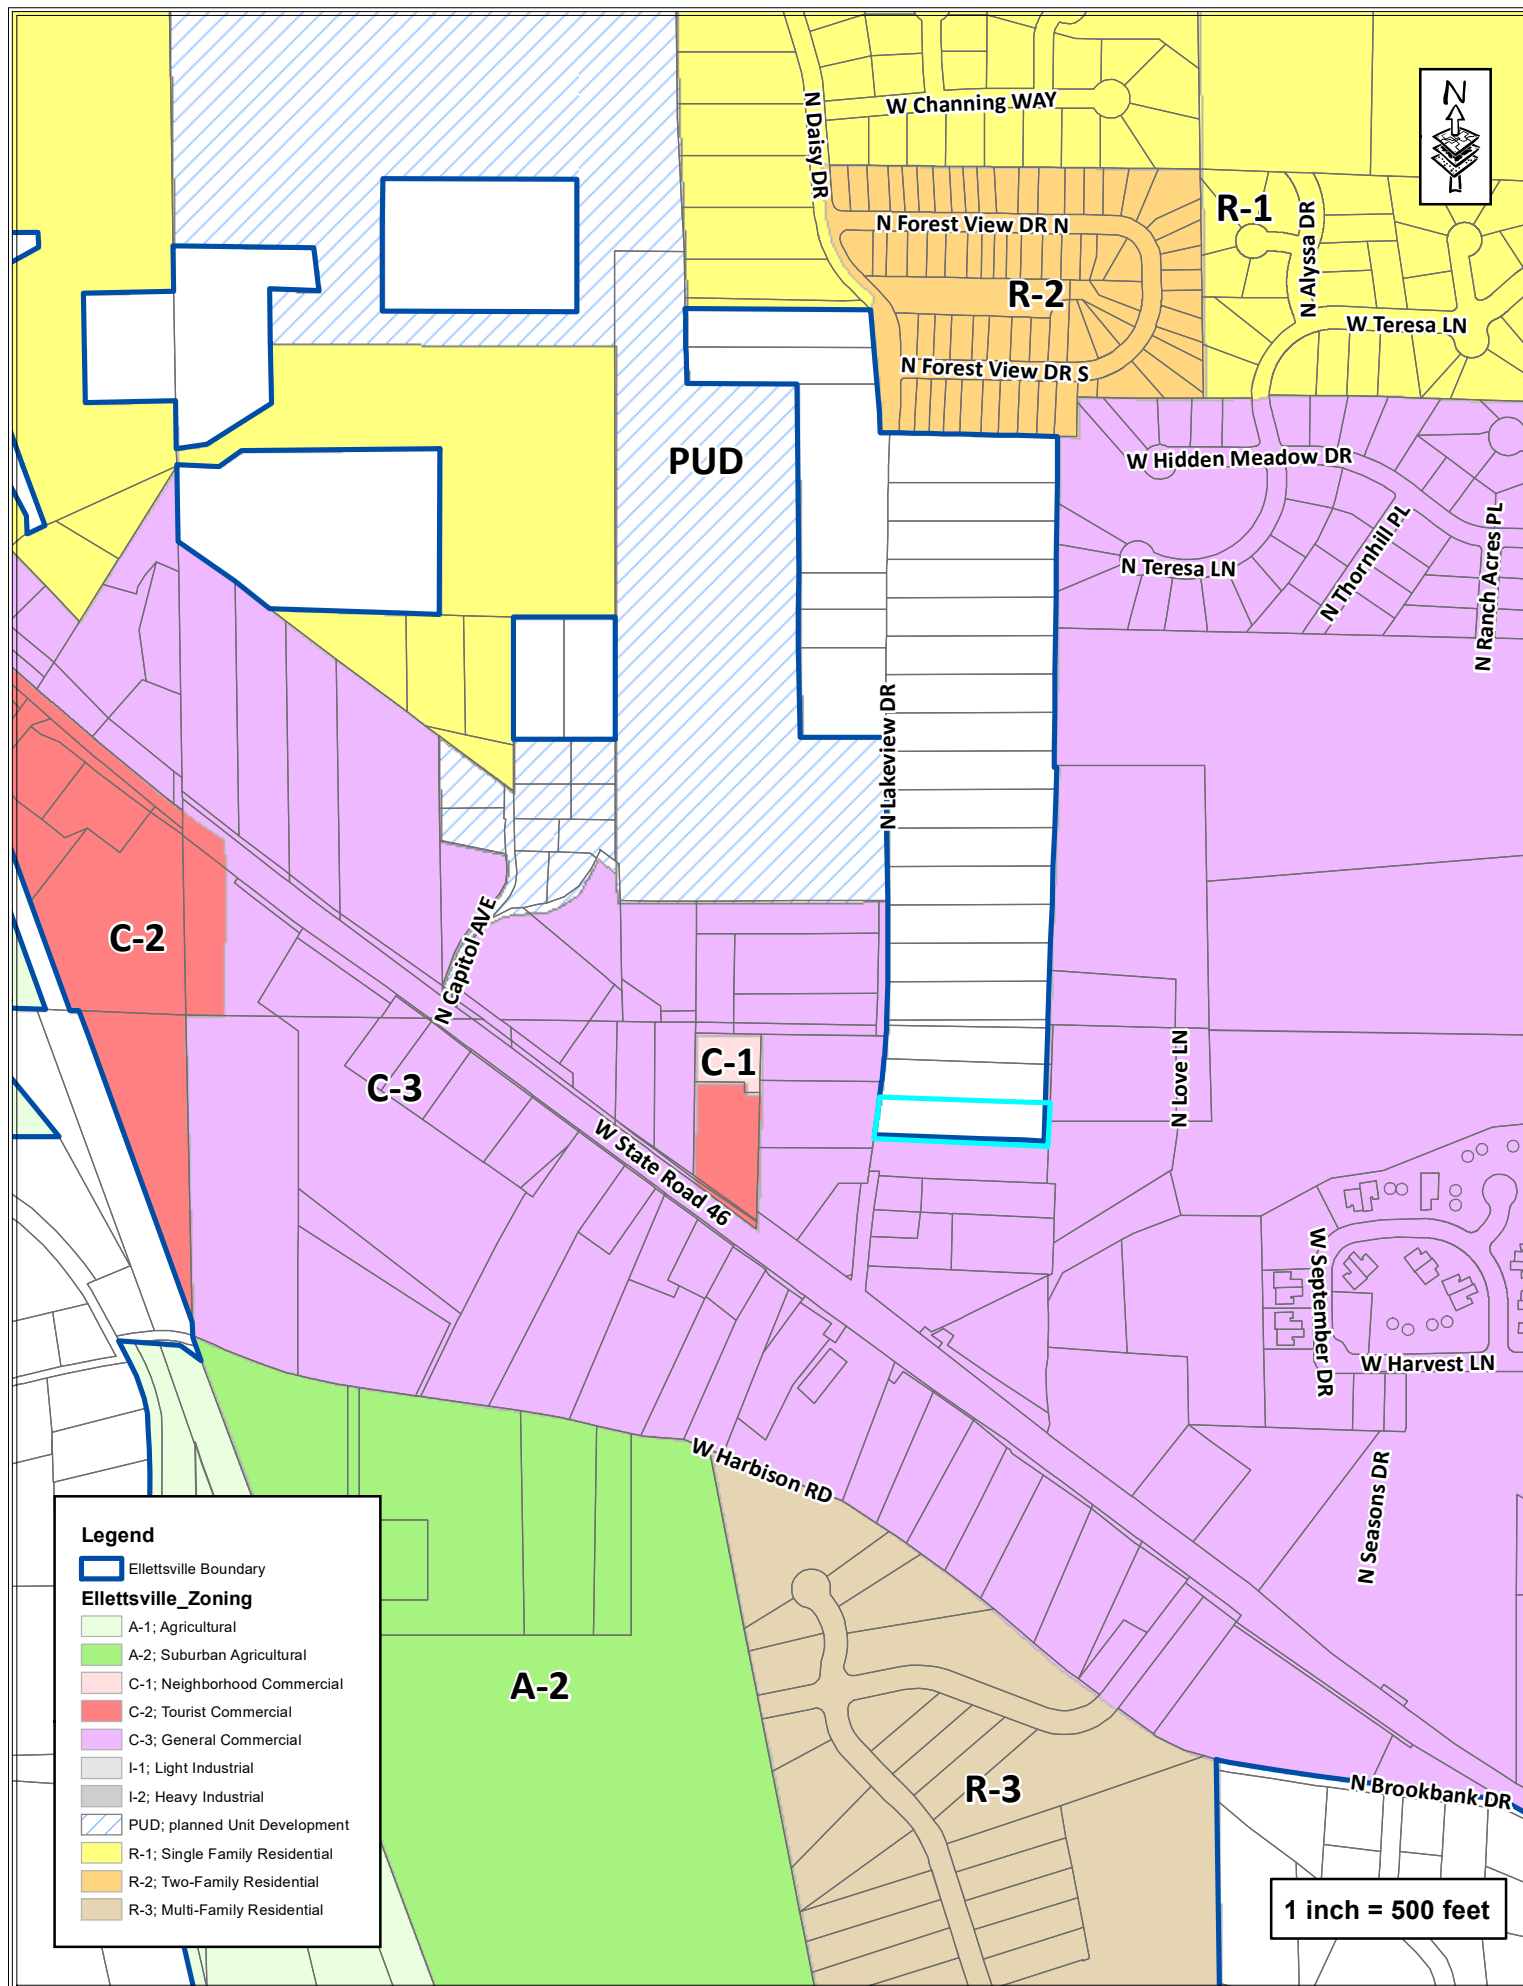 W Channing WAY
N
N Daisy DR
R-1
N Forest View DR N
N Alyssa DR
R-2
W Teresa LN
N Forest View DR S
PUD
W Hidden Meadow DR
N Thornhill PL
N Ranch Acres PL
N Teresa LN
N Lakeview DR
C-2
N Capitol AVE
C-1
C-3
N Love LN
W State Road 46
W September DR
W Harvest LN
W Harbison RD
N Seasons DR
A-2
R-3
N Brookbank DR
Legend
Ellettsville Boundary
Ellettsville_Zoning
A-1; Agricultural
A-2; Suburban Agricultural
C-1; Neighborhood Commercial
C-2; Tourist Commercial
C-3; General Commercial
I-1; Light Industrial
I-2; Heavy Industrial
PUD; planned Unit Development
R-1; Single Family Residential
R-2; Two-Family Residential
R-3; Multi-Family Residential
1 inch = 500 feet